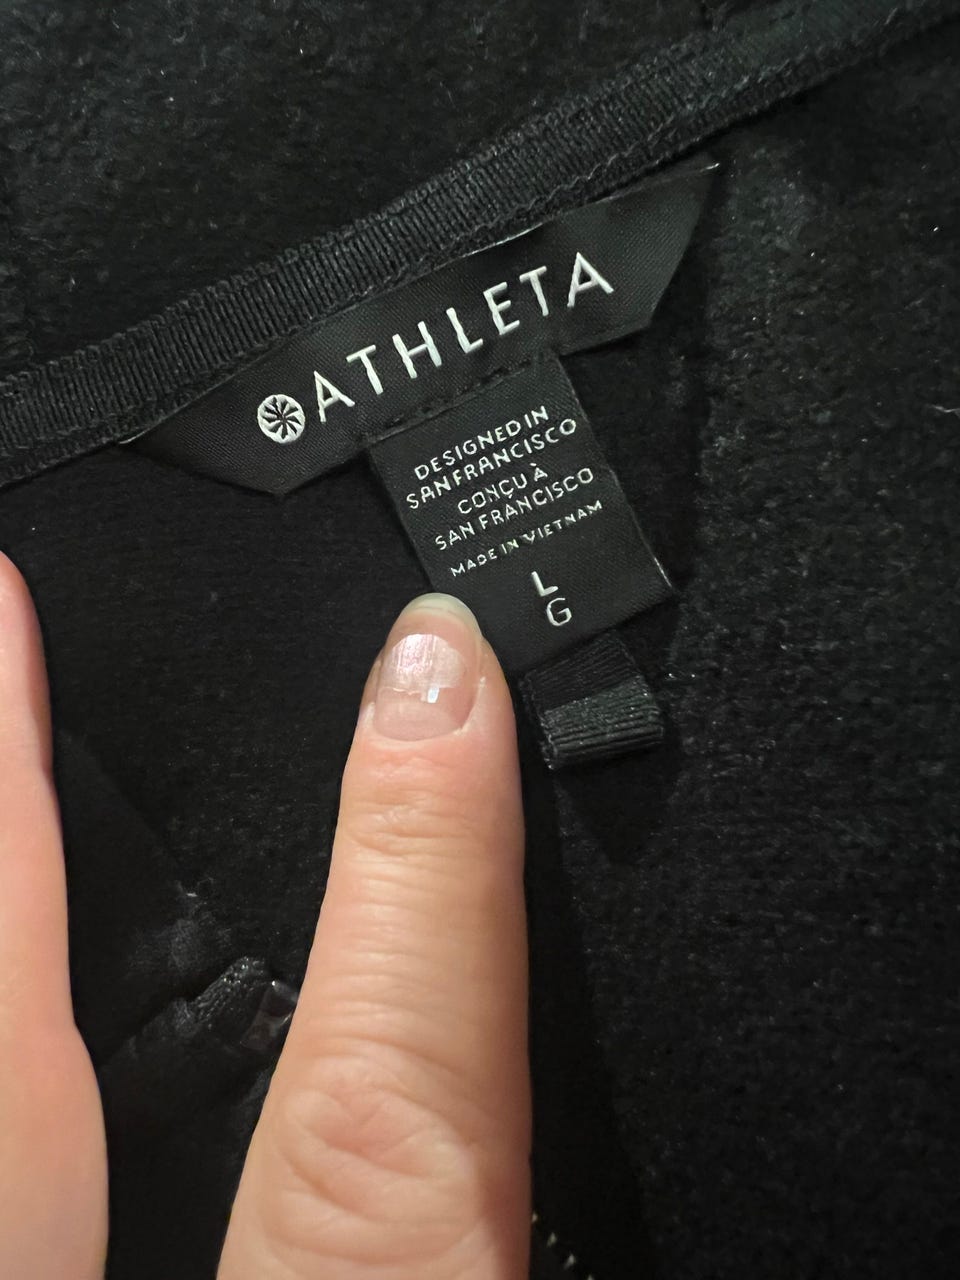 ATHLETA
DESIGNED IN
SAN FRANCISCO
CONÇU À
SAN FRANCISCO
MADE IN VIETNAM
L
G